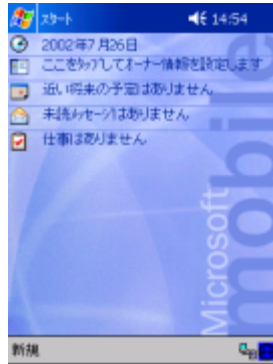 スタート 14:54
2002年7月26日
ここをタップしてオーナー情報を設定します
近い将来の予定はありません
未読メッセージはありません
仕事はありません
Microsoft
mobile
新規